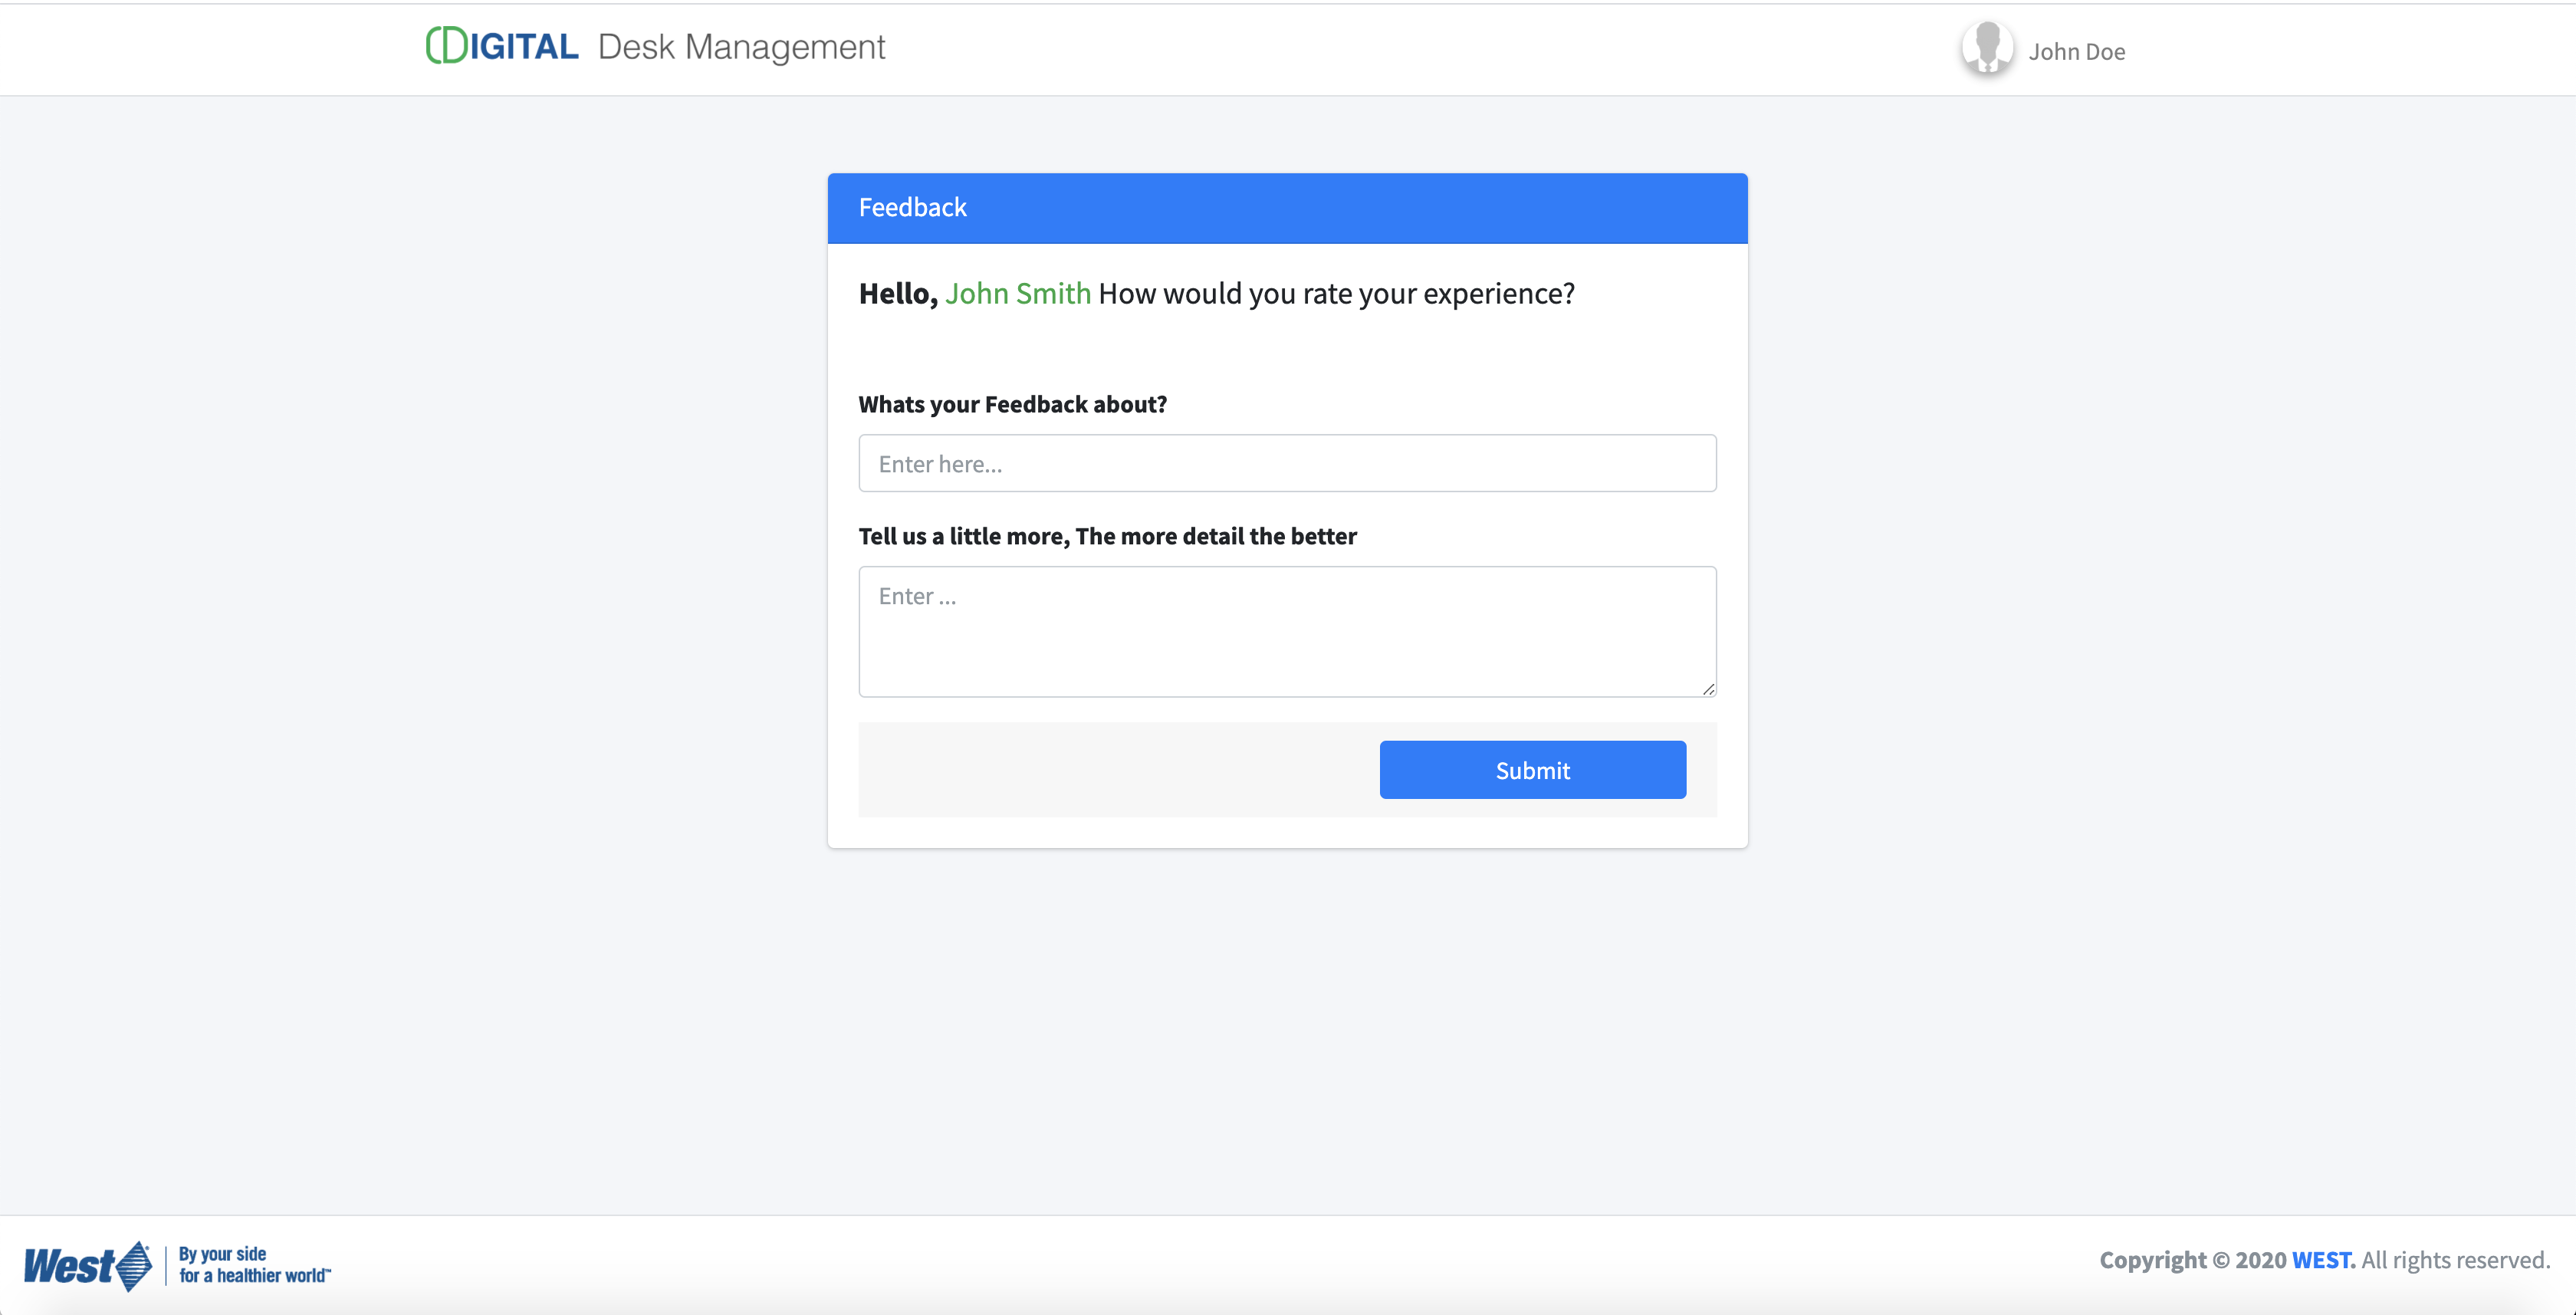 DIGITAL Desk Management
John Doe
Feedback
Hello, John Smith How would you rate your experience?
Whats your Feedback about?
Enter here...
Tell us a little more, The more detail the better
Enter ...
Submit
West
By your side
for a healthier world™
Copyright © 2020 WEST. All rights reserved.